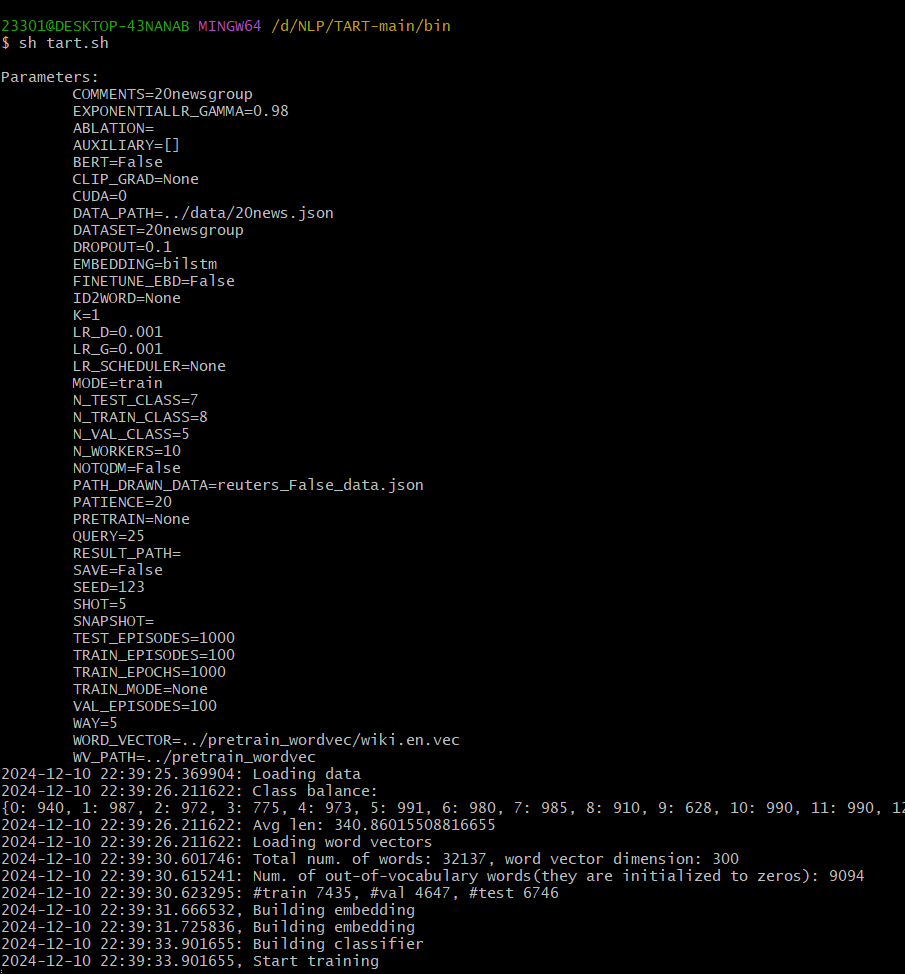 23301@DESKTOP-43NANAB MINGW64 /d/NLP/TART-main/bin
$ sh tart.sh
Parameters:
COMMENTS=20newsgroup
EXPONENTIALLR_GAMMA=0.98
ABLATION=
AUXILIARY=[]
BERT=False
CLIP_GRAD=None
CUDA=0
DATA_PATH=../data/20news.json
DATASET=20newsgroup
DROPOUT=0.1
EMBEDDING=bilstm
FINETUNE_EBD=False
ID2WORD=None
K=1
LR_D=0.001
LR_G=0.001
LR_SCHEDULER=None
MODE=train
N_TEST_CLASS=7
N_TRAIN_CLASS=8
N_VAL_CLASS=5
N_WORKERS=10
NOTQDM=False
PATH_DRAWN_DATA=reuters_False_data.json
PATIENCE=20
PRETRAIN=None
QUERY=25
RESULT_PATH=
SAVE=False
SEED=123
SHOT=5
SNAPSHOT=
TEST_EPISODES=1000
TRAIN_EPISODES=100
TRAIN_EPOCHS=1000
TRAIN_MODE=None
VAL_EPISODES=100
WAY=5
WORD_VECTOR=../pretrain_wordvec/wiki.en.vec
WV_PATH=../pretrain_wordvec
2024-12-10 22:39:25.369904: Loading data
2024-12-10 22:39:26.211622: Class balance:
{0: 940, 1: 987, 2: 972, 3: 775, 4: 973, 5: 991, 6: 980, 7: 985, 8: 910, 9: 628, 10: 990, 11: 990, 12
2024-12-10 22:39:26.211622: Avg len: 340.86015508816655
2024-12-10 22:39:26.211622: Loading word vectors
2024-12-10 22:39:30.601746: Total num. of words: 32137, word vector dimension: 300
2024-12-10 22:39:30.615241: Num. of out-of-vocabulary words(they are initialized to zeros): 9094
2024-12-10 22:39:30.623295: #train 7435, #val 4647, #test 6746
2024-12-10 22:39:31.666532, Building embedding
2024-12-10 22:39:31.725836, Building embedding
2024-12-10 22:39:33.901655: Building classifier
2024-12-10 22:39:33.901655, Start training